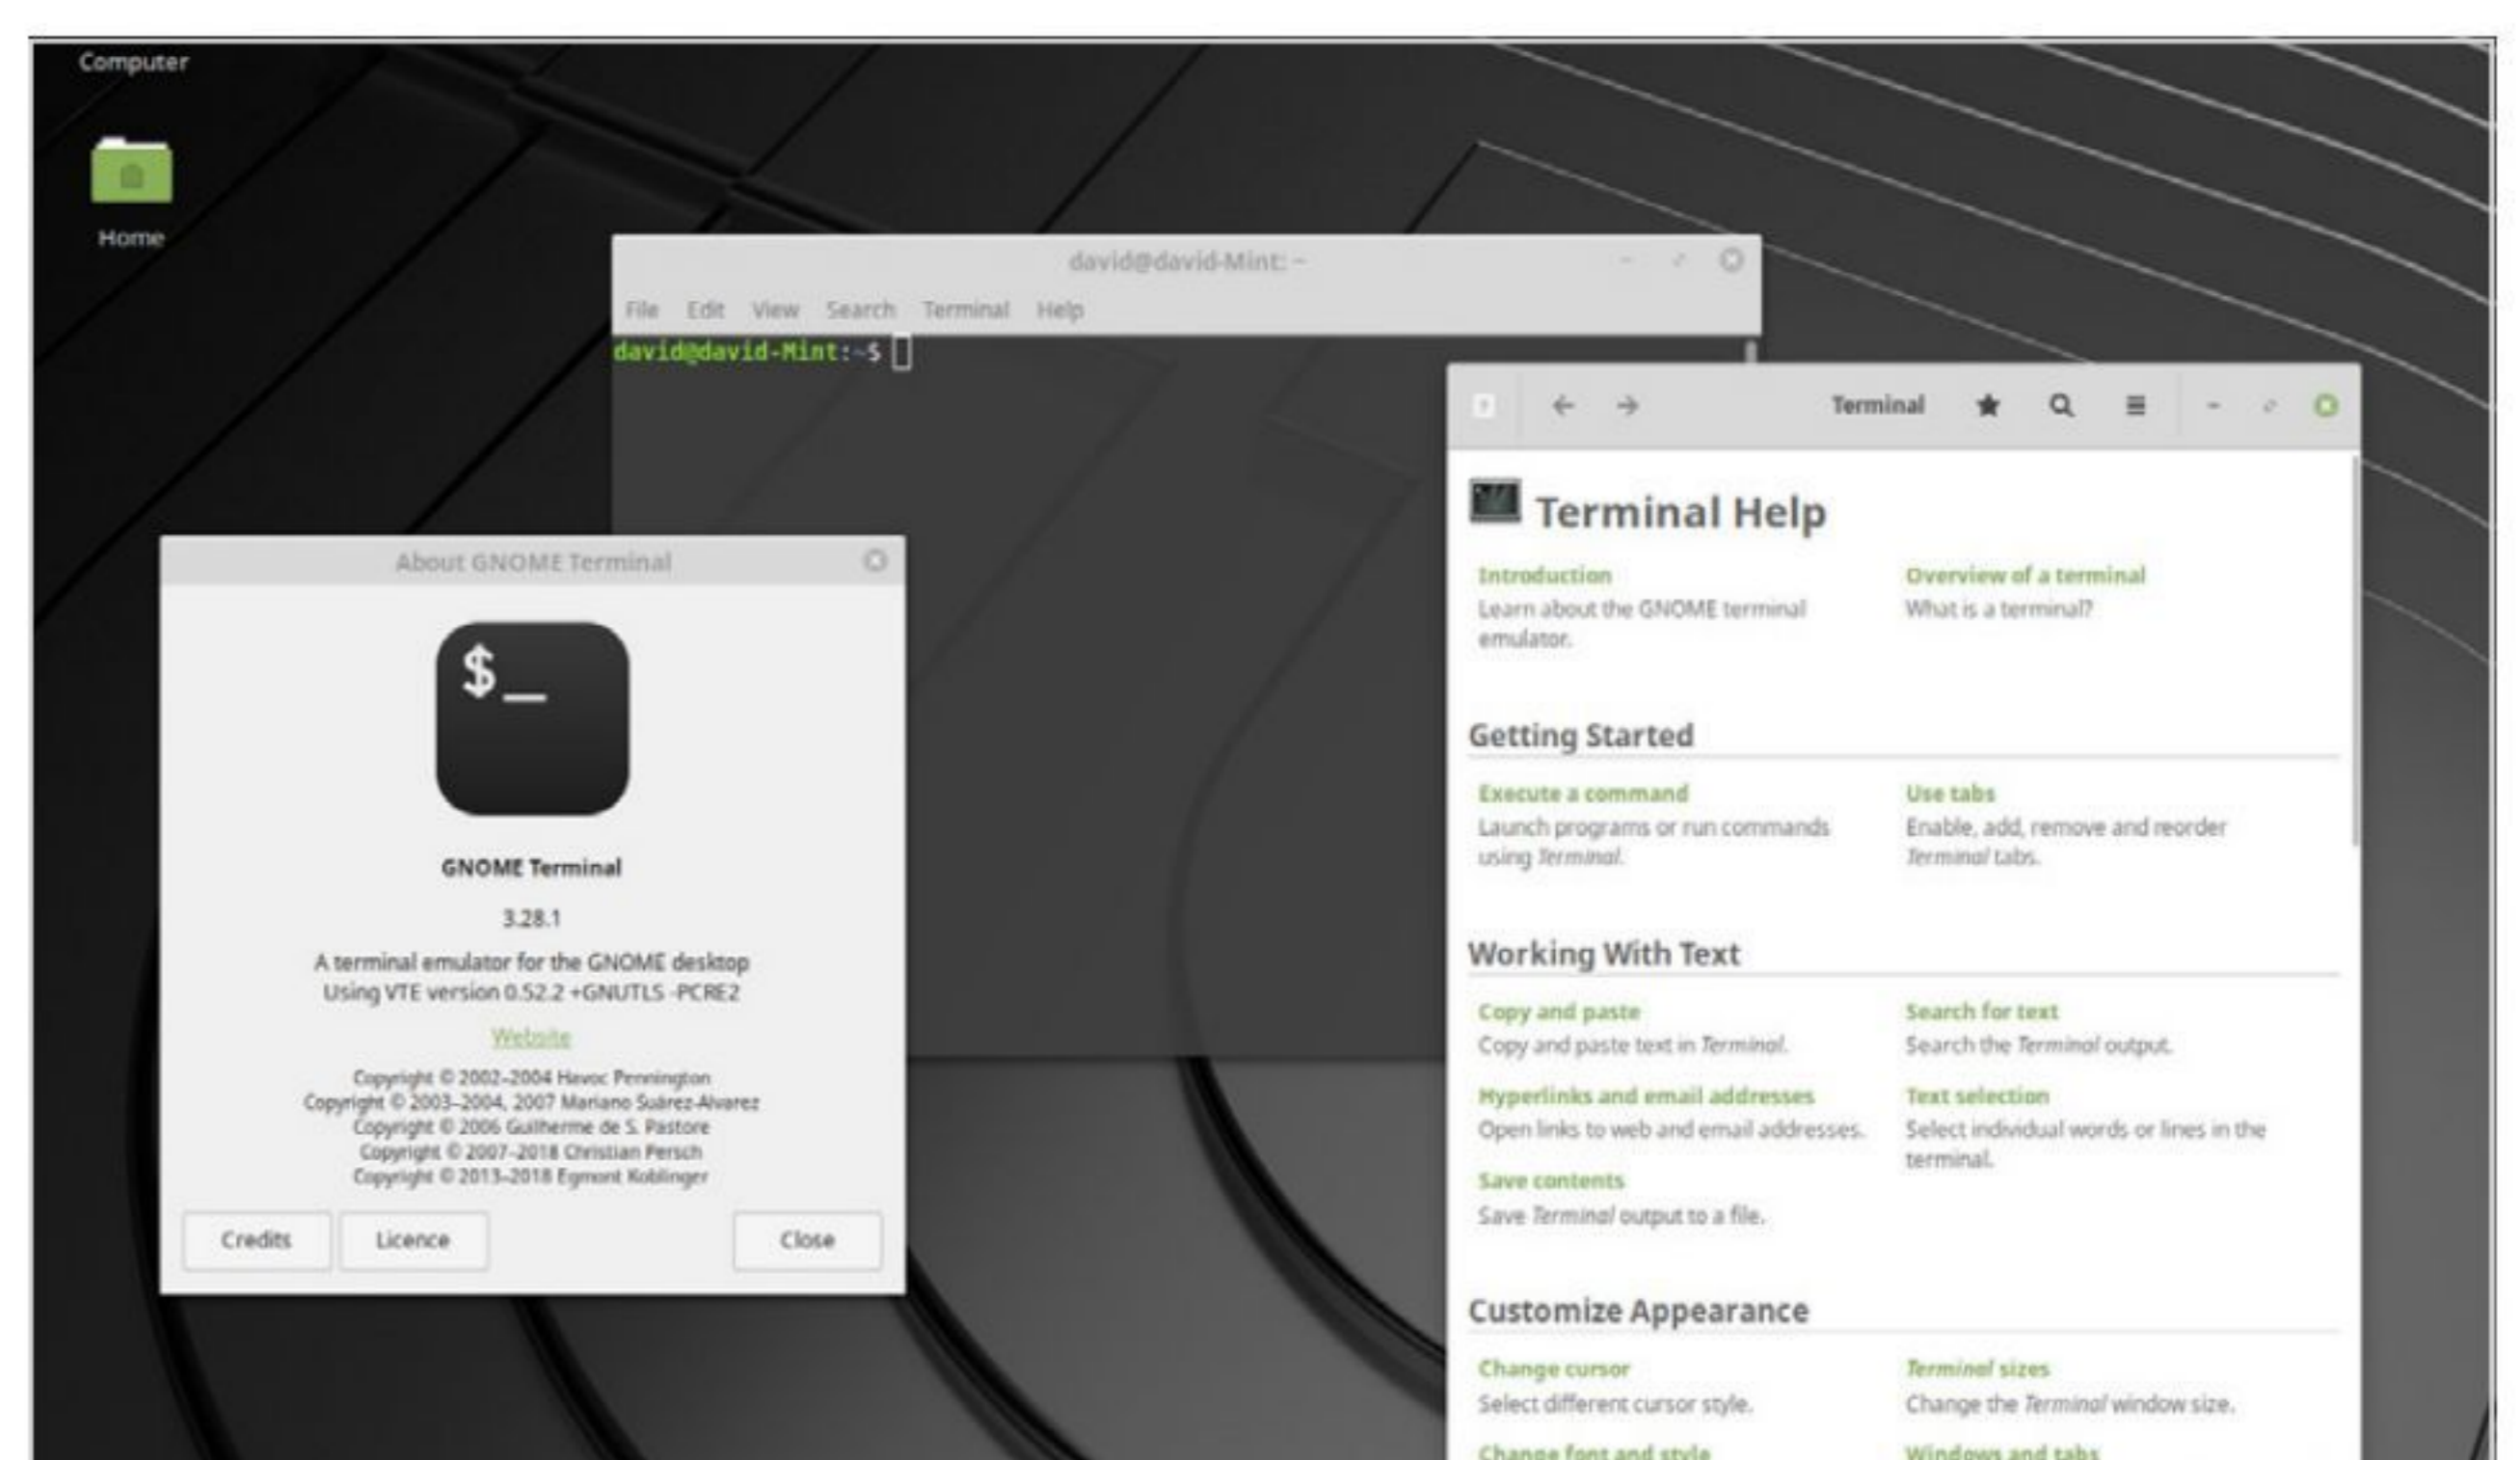 Computer
Home
david@david-Mint: ~
File Edit View Search Terminal Help
david@david-Mint:~$
About GNOME Terminal
$_
GNOME Terminal
3.28.1
A terminal emulator for the GNOME desktop
Using VTE version 0.52.2 +GNUTLS -PCRE2
Website
Copyright © 2002–2004 Havoc Pennington
Copyright © 2003–2004, 2007 Mariano Suárez-Alvarez
Copyright © 2006 Guilherme de S. Pastore
Copyright © 2007–2018 Christian Persch
Copyright © 2013–2018 Egmont Koblinger
Credits Licence Close
Terminal
Terminal Help
Introduction
Learn about the GNOME terminal
emulator.
Overview of a terminal
What is a terminal?
Getting Started
Execute a command
Launch programs or run commands
using Terminal.
Use tabs
Enable, add, remove and reorder
Terminal tabs.
Working With Text
Copy and paste
Copy and paste text in Terminal.
Hyperlinks and email addresses
Open links to web and email addresses.
Save contents
Save Terminal output to a file.
Search for text
Search the Terminal output.
Text selection
Select individual words or lines in the
terminal.
Customize Appearance
Change cursor
Select different cursor style.
Change font and style
Terminal sizes
Change the Terminal window size.
Windows and tabs